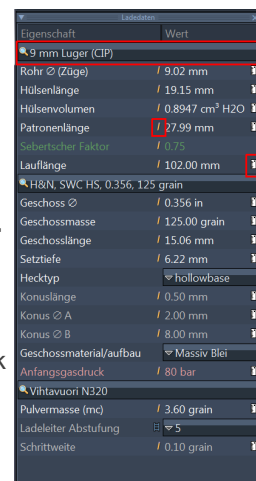 Ladedaten
Eigenschaft Wert
9 mm Luger (CIP)
Rohr ∅ (Züge) 9.02 mm
Hülsenlänge 19.15 mm
Hülsenvolumen 0.8947 cm³ H2O
Patronenlänge 27.99 mm
Sebertscher Faktor 0.75
Lauflänge 102.00 mm
H&N, SWC HS, 0.356, 125 grain
Geschoss ∅ 0.356 in
Geschossmasse 125.00 grain
Geschosslänge 15.06 mm
Setztiefe 6.22 mm
Hecktyp hollowbase
Konuslänge 0.50 mm
Konus ∅ A 2.00 mm
Konus ∅ B 8.00 mm
Geschossmaterial/aufbau Massiv Blei
k
Anfangsgasdruck 80 bar
Vihtavuori N320
Pulvermasse (mc) 3.60 grain
Ladeleiter Abstufung 5
Schrittweite 0.10 grain